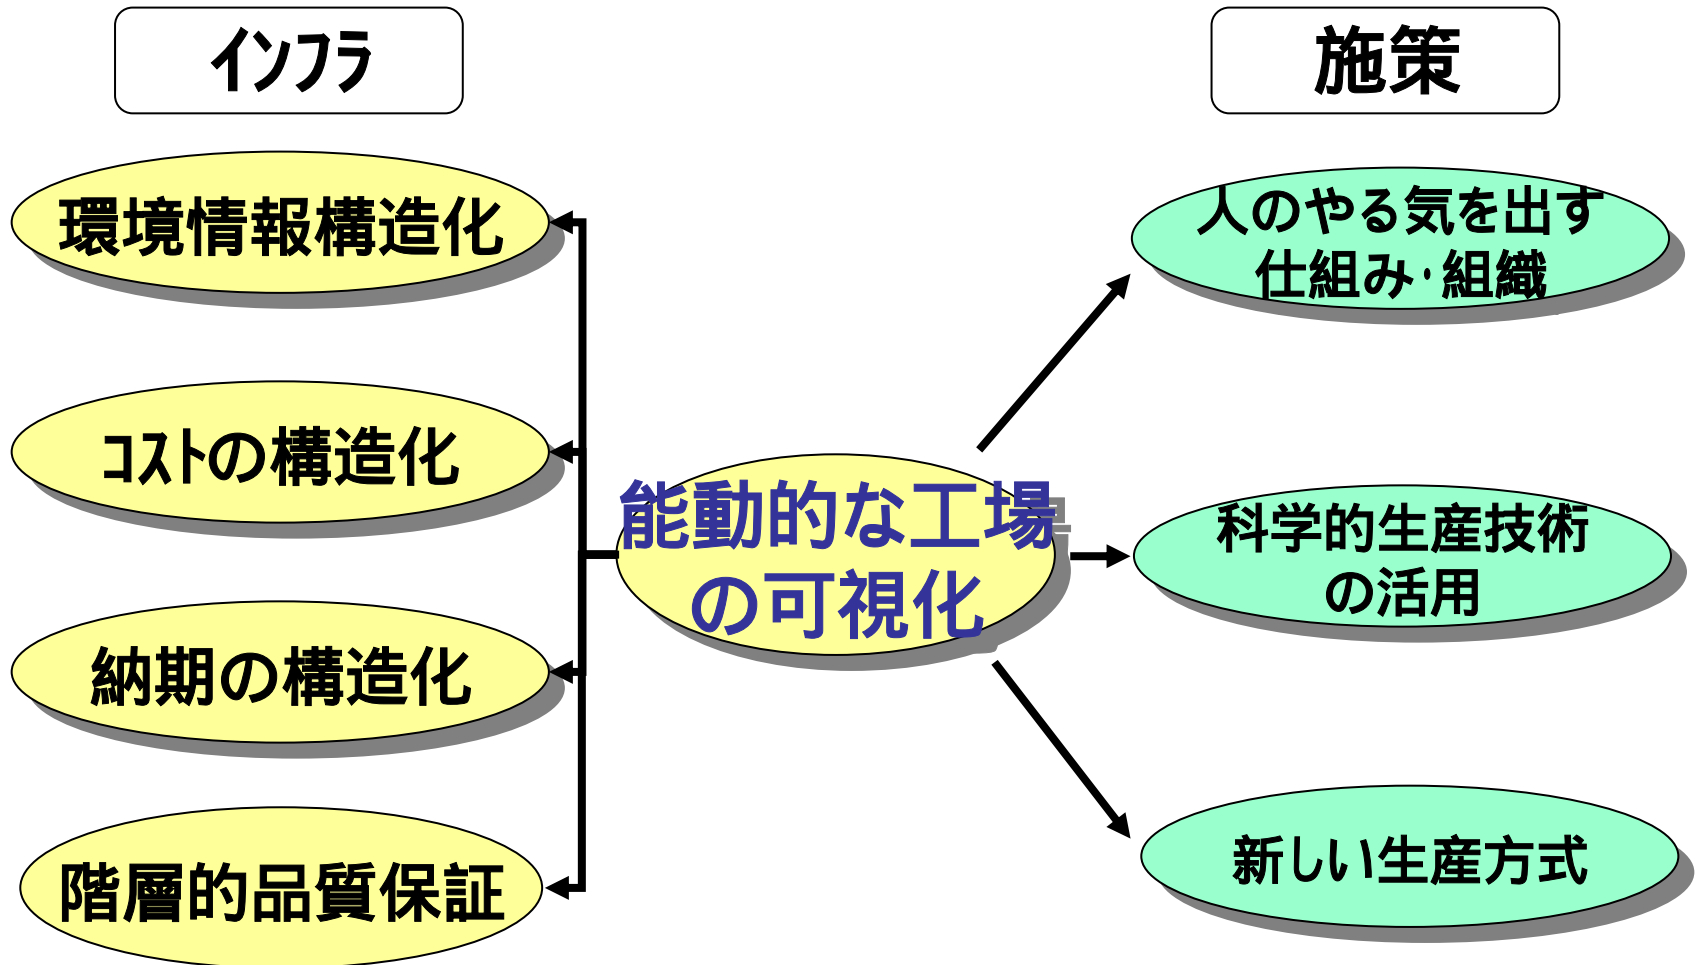 ｲﾝﾌﾗ
施策
環境情報構造化
ｺｽﾄの構造化
納期の構造化
階層的品質保証
能動的な工場
の可視化
人のやる気を出す
仕組み･組織
科学的生産技術
の活用
新しい生産方式